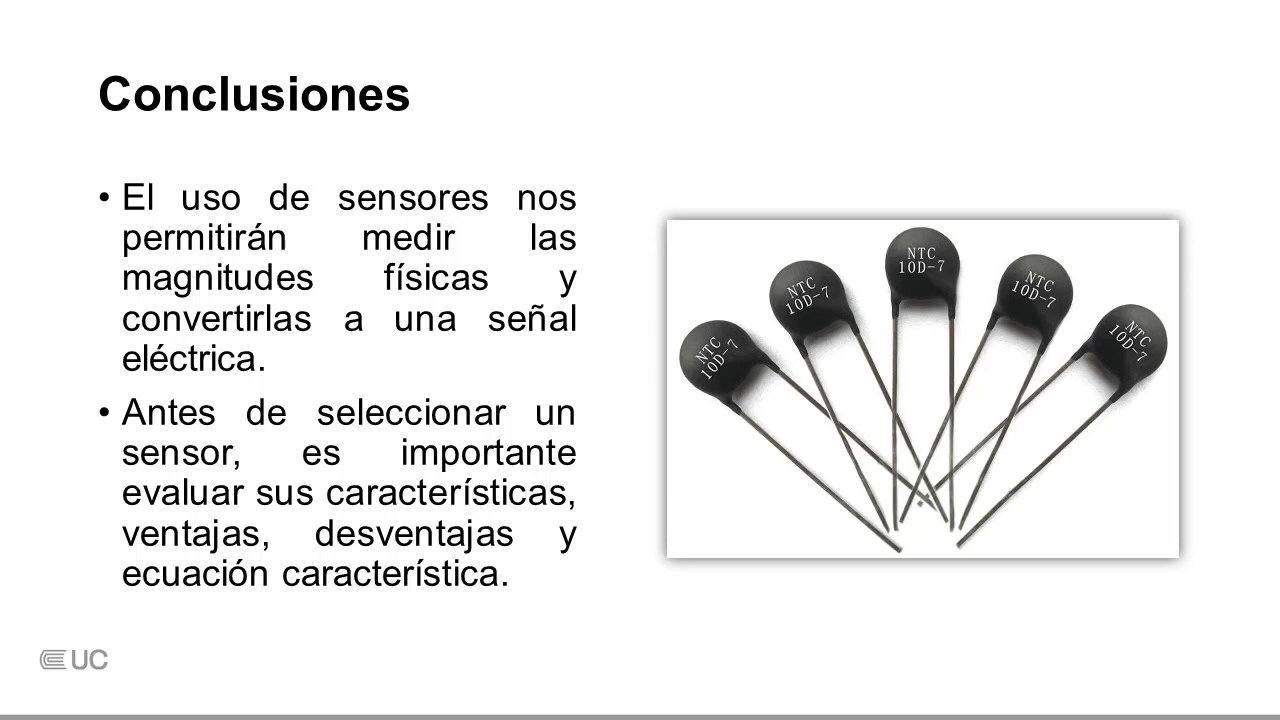 Conclusiones
• El uso de sensores nos
permitirán medir las
magnitudes físicas y
convertirlas a una señal
eléctrica.
• Antes de seleccionar un
sensor, es importante
evaluar sus características,
ventajas, desventajas y
ecuación característica.
NTC
10D-7
NTC
10D-7
NTC
10D-7
NTC
10D-7
NTC
10D-7
UC